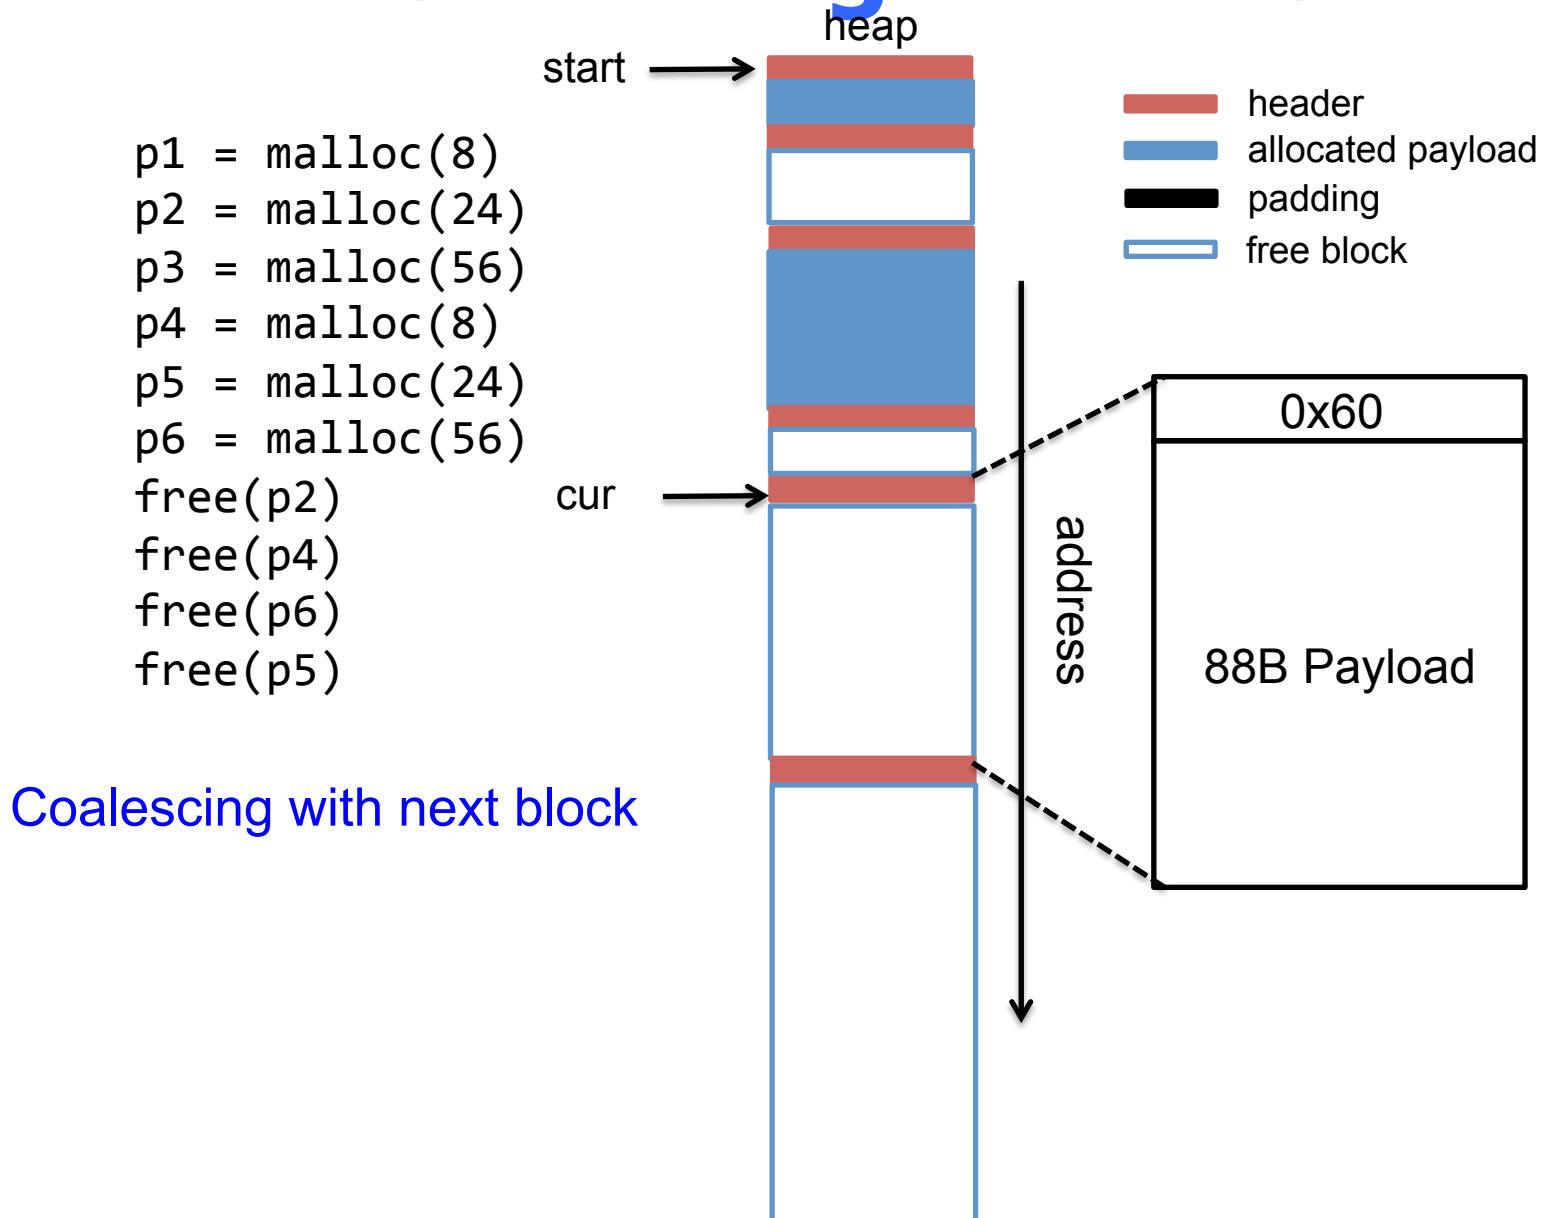 heap
start
header
allocated payload
padding
free block
p1 = malloc(8)
p2 = malloc(24)
p3 = malloc(56)
p4 = malloc(8)
p5 = malloc(24)
p6 = malloc(56)
free(p2)
free(p4)
free(p6)
free(p5)
cur
address
0x60
88B Payload
Coalescing with next block